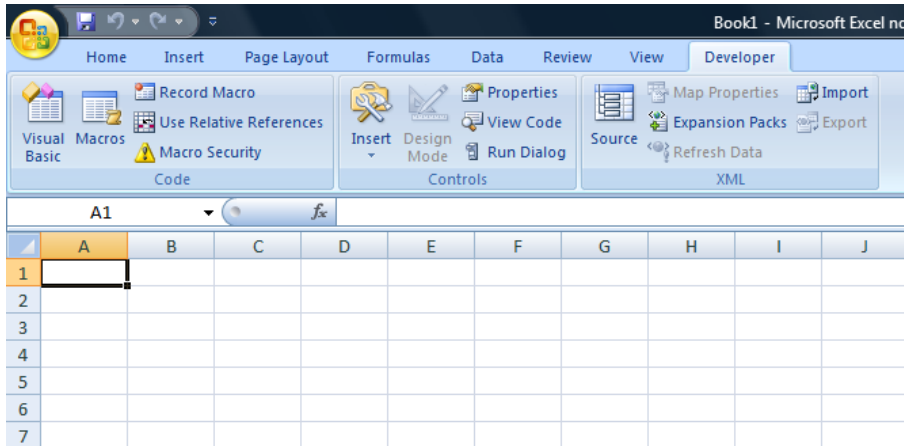 Book1 - Microsoft Excel no
Home Insert Page Layout Formulas Data Review View Developer
Visual Basic
Macros
Record Macro
Use Relative References
Macro Security
Code
Insert
Design Mode
Properties
View Code
Run Dialog
Controls
Source
Map Properties
Expansion Packs
Refresh Data
Import
Export
XML
A1 fx
A B C D E F G H I J
1
2
3
4
5
6
7